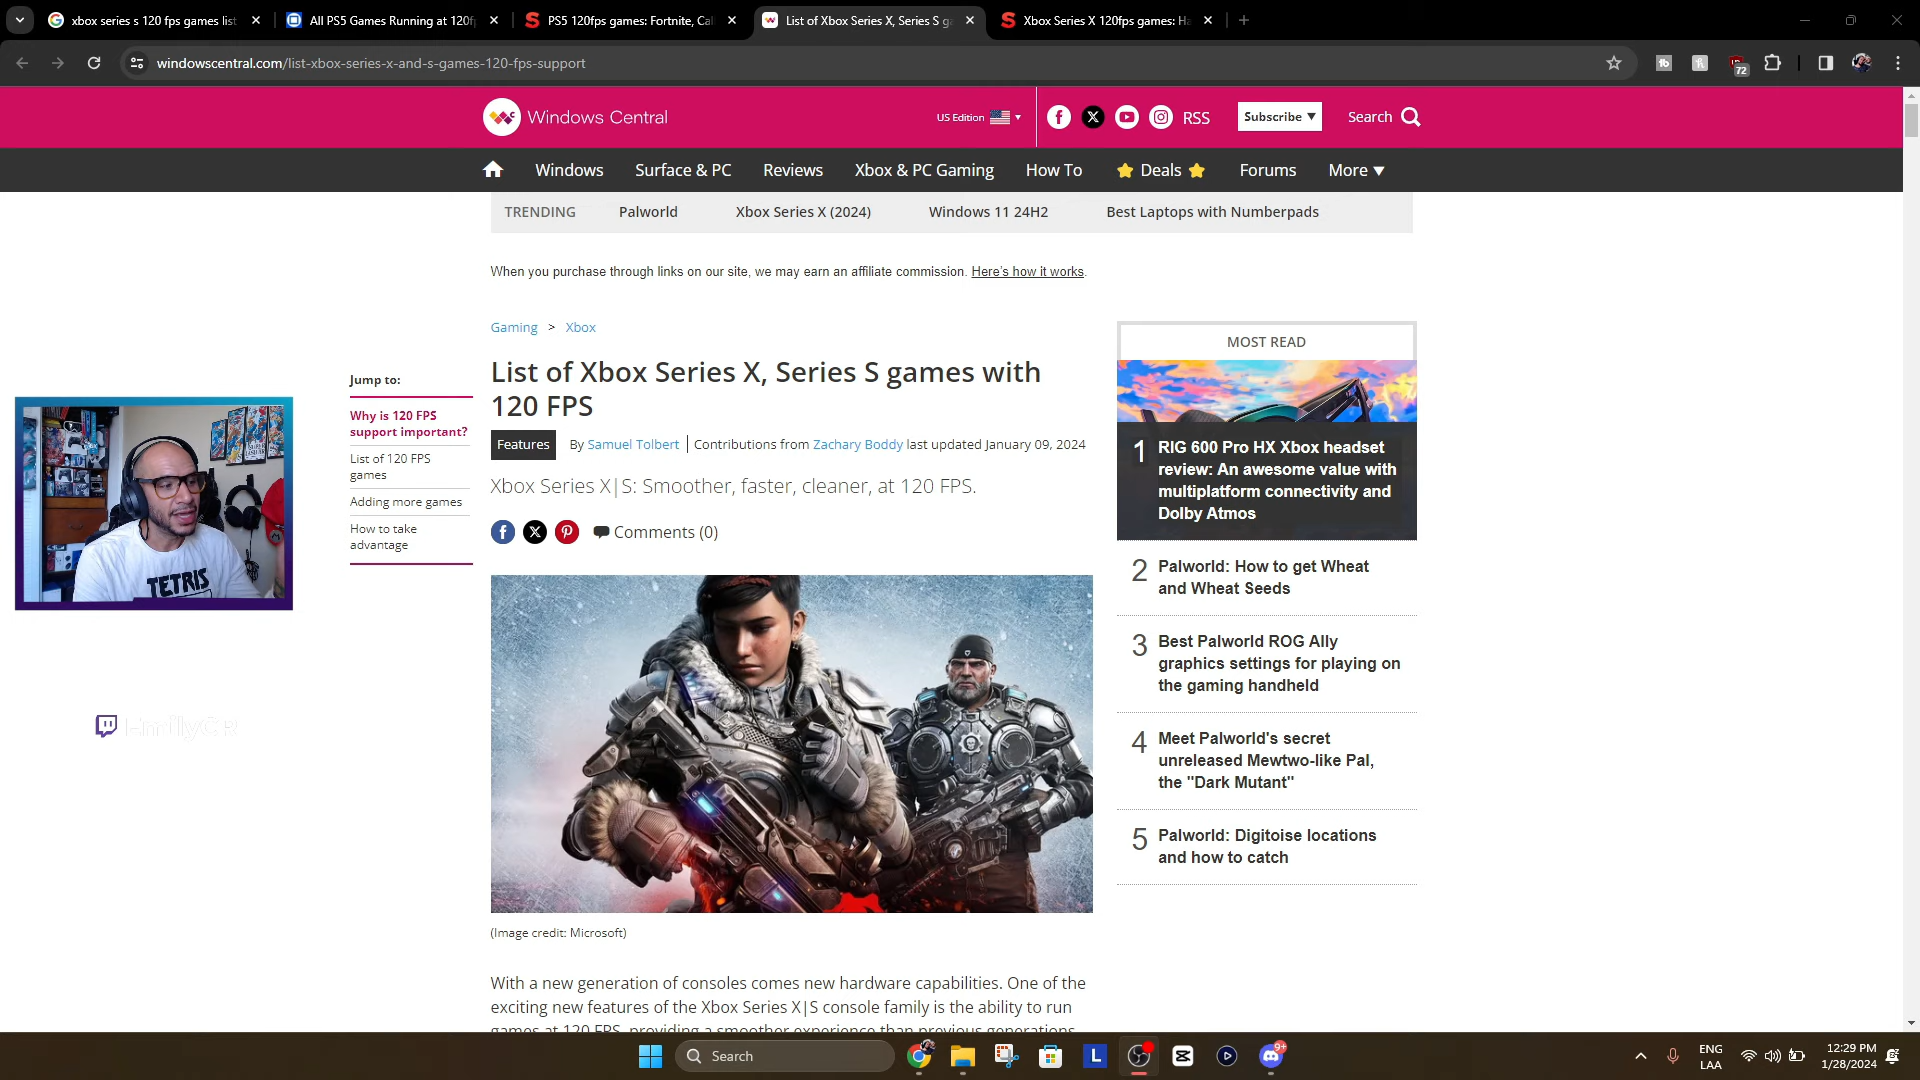 xbox series s 120 fps games list
All PS5 Games Running at 120f
PS5 120fps games: Fortnite, Cal
List of Xbox Series X, Series S g
Xbox Series X 120fps games: Ha
windowscentral.com/list-xbox-series-x-and-s-games-120-fps-support
72
Windows Central
US Edition
RSS
Subscribe ▼
Search
Windows
Surface & PC
Reviews
Xbox & PC Gaming
How To
Deals
Forums
More ▼
TRENDING
Palworld
Xbox Series X (2024)
Windows 11 24H2
Best Laptops with Numberpads
When you purchase through links on our site, we may earn an affiliate commission. Here's how it works.
Gaming > Xbox
List of Xbox Series X, Series S games with
120 FPS
Features
By Samuel Tolbert
Contributions from Zachary Boddy last updated January 09, 2024
Xbox Series X|S: Smoother, faster, cleaner, at 120 FPS.
Comments (0)
Jump to:
Why is 120 FPS
support important?
List of 120 FPS
games
Adding more games
How to take
advantage
TETRIS
EmilyCR
(Image credit: Microsoft)
With a new generation of consoles comes new hardware capabilities. One of the
exciting new features of the Xbox Series X|S console family is the ability to run
games at 120 FPS, providing a smoother experience than previous generations.
MOST READ
1 RIG 600 Pro HX Xbox headset
review: An awesome value with
multiplatform connectivity and
Dolby Atmos
2 Palworld: How to get Wheat
and Wheat Seeds
3 Best Palworld ROG Ally
graphics settings for playing on
the gaming handheld
4 Meet Palworld's secret
unreleased Mewtwo-like Pal,
the "Dark Mutant"
5 Palworld: Digitoise locations
and how to catch
Search
L
9+
ENG
LAA
12:29 PM
1/28/2024